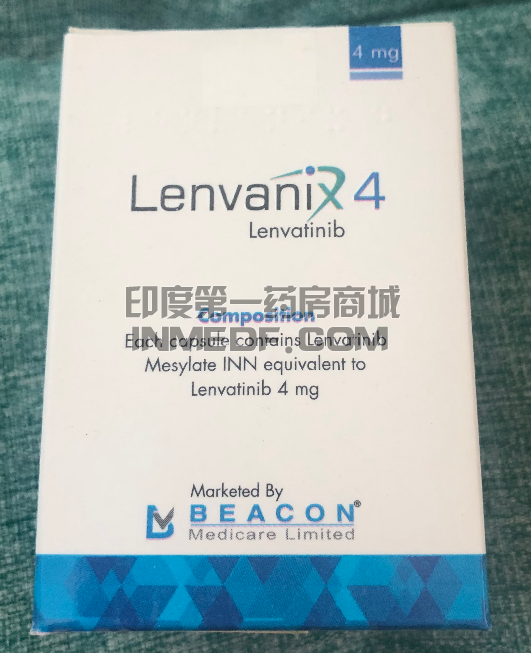 4 mg
Lenvanix 4
Lenvatinib
印度第一药房商城
Composition
INMEDF.COM
Each capsule contains Lenvatinib
Mesylate INN equivalent to
Lenvatinib 4 mg
Marketed By
BEACON®
Medicare Limited